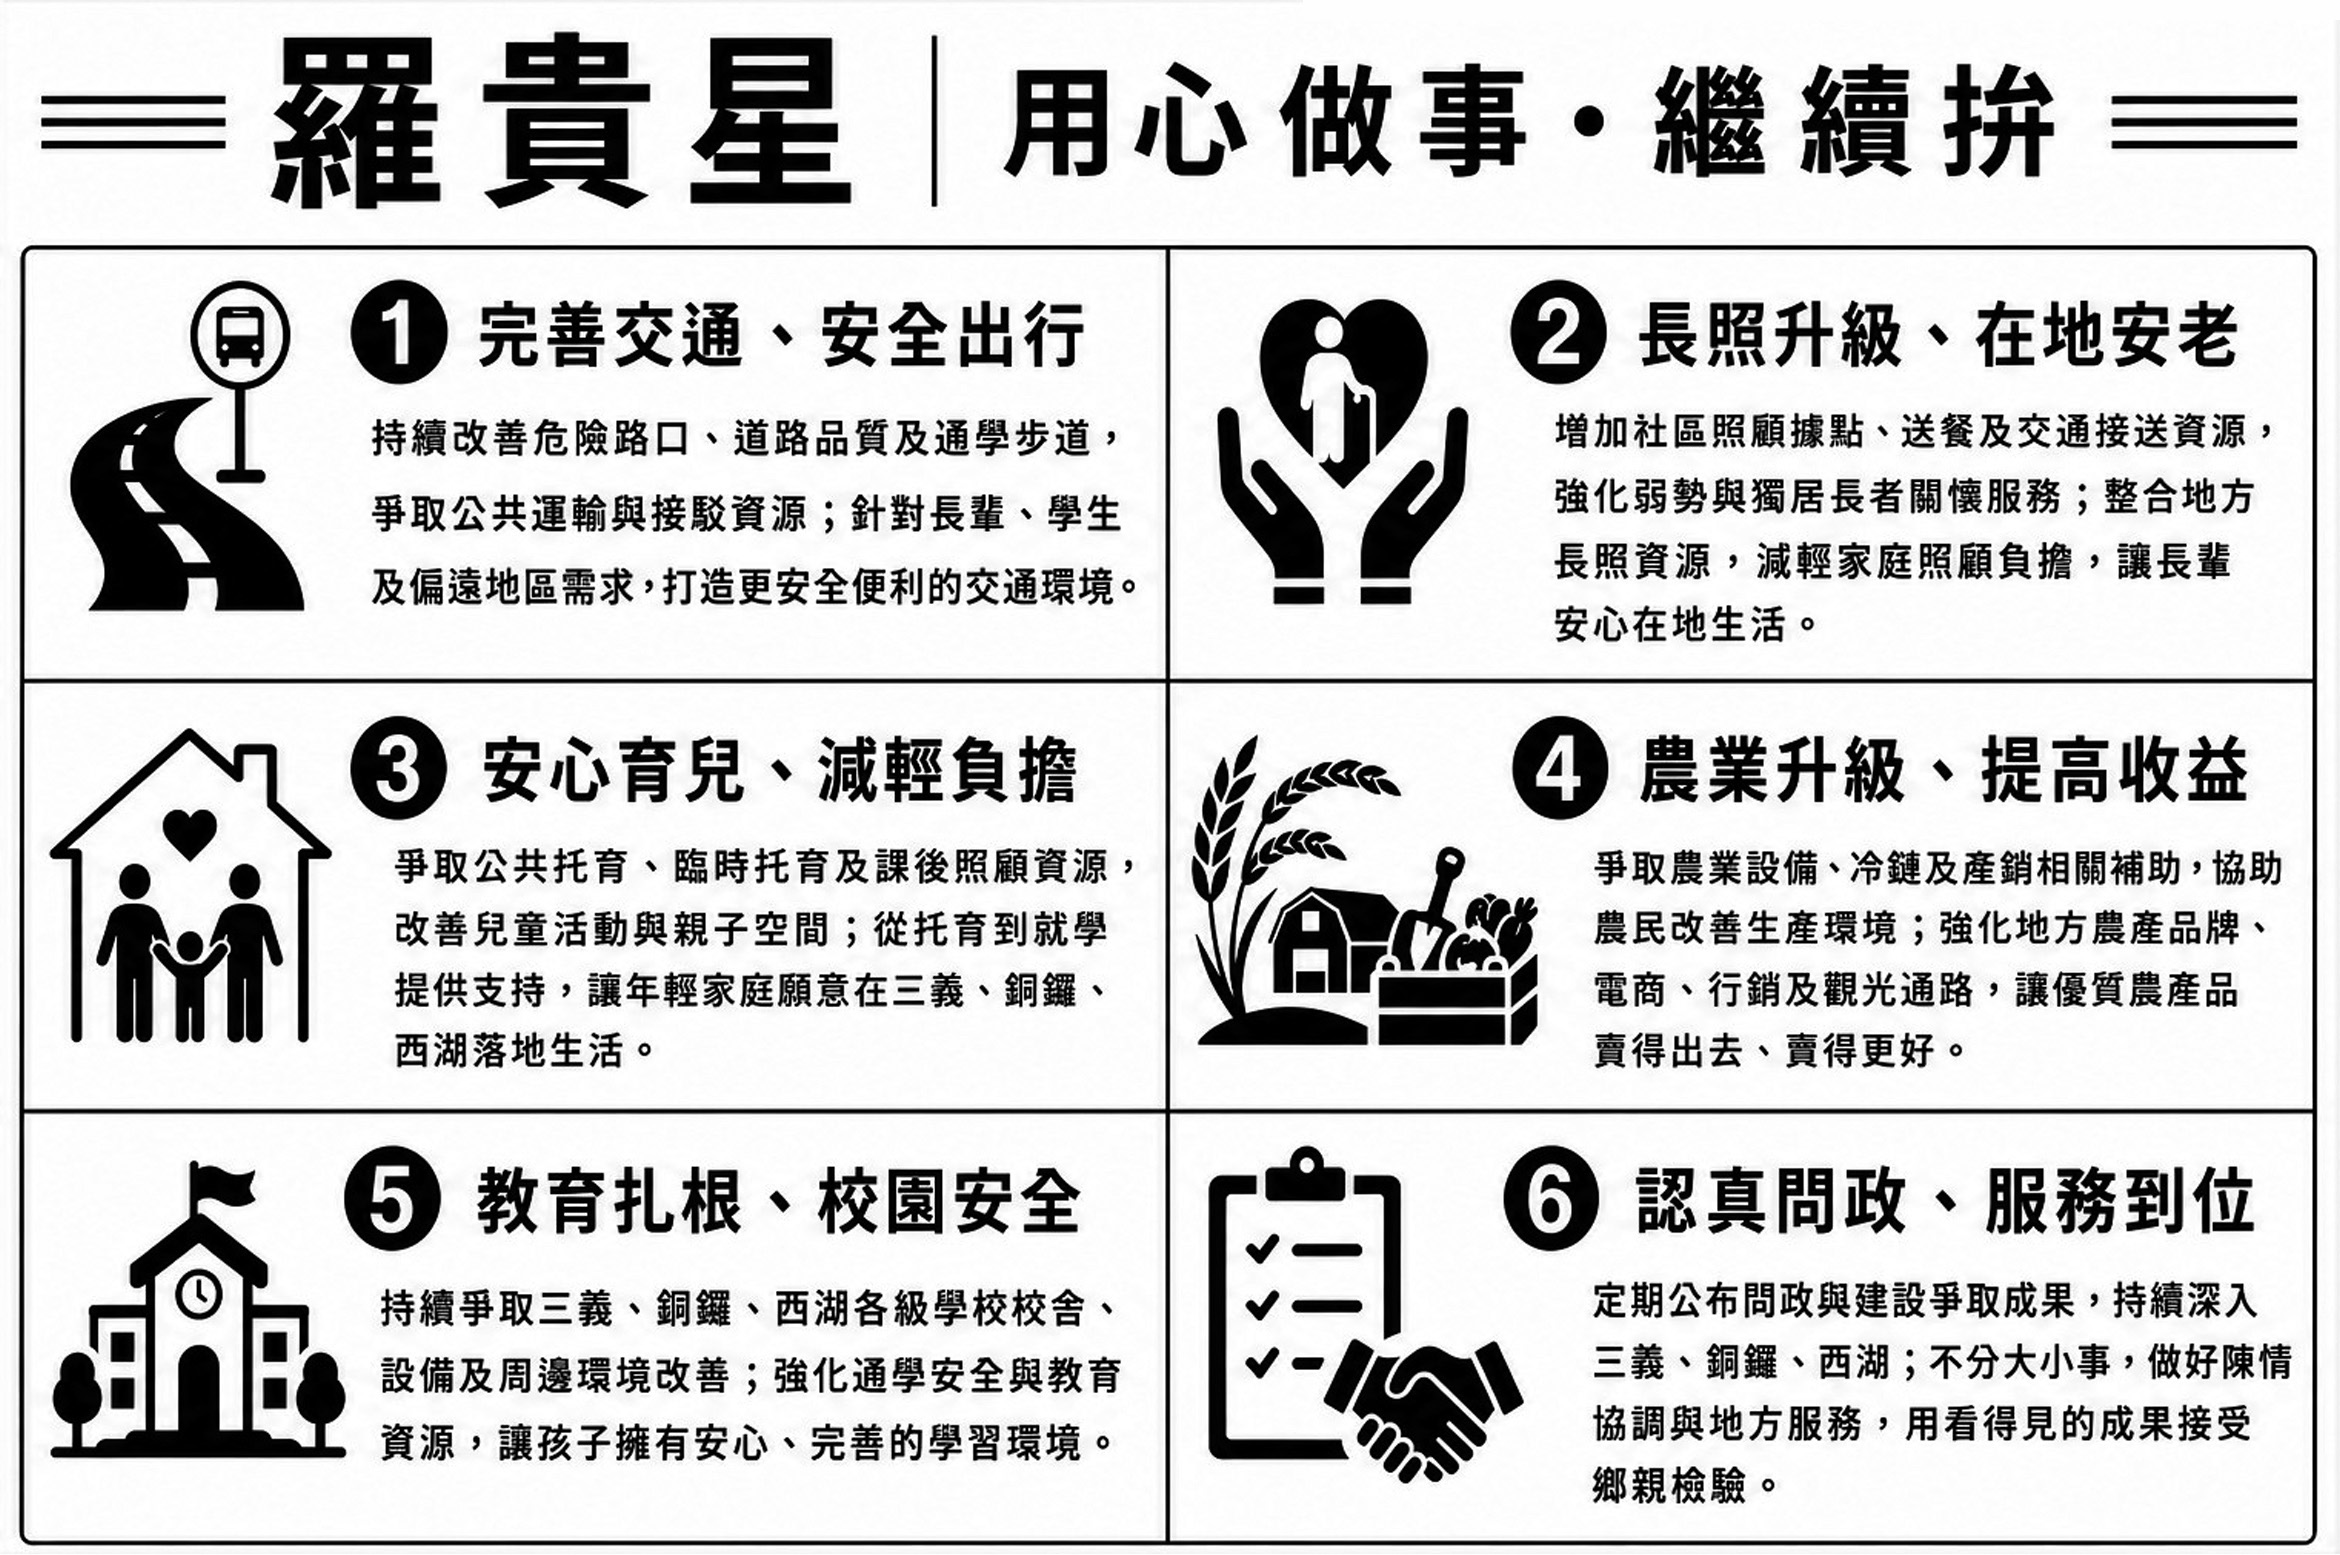 羅貴星
用心做事・繼續拚
1 完善交通、安全出行
持續改善危險路口、道路品質及通學步道，
爭取公共運輸與接駁資源；針對長輩、學生
及偏遠地區需求，打造更安全便利的交通環境。
2 長照升級、在地安老
增加社區照顧據點、送餐及交通接送資源，
強化弱勢與獨居長者關懷服務；整合地方
長照資源，減輕家庭照顧負擔，讓長輩
安心在地生活。
3 安心育兒、減輕負擔
爭取公共托育、臨時托育及課後照顧資源，
改善兒童活動與親子空間；從托育到就學
提供支持，讓年輕家庭願意在三義、銅鑼、
西湖落地生活。
4 農業升級、提高收益
爭取農業設備、冷鏈及產銷相關補助，協助
農民改善生產環境；強化地方農產品牌、
電商、行銷及觀光通路，讓優質農產品
賣得出去、賣得更好。
5 教育扎根、校園安全
持續爭取三義、銅鑼、西湖各級學校校舍、
設備及周邊環境改善；強化通學安全與教育
資源，讓孩子擁有安心、完善的學習環境。
6 認真問政、服務到位
定期公布問政與建設爭取成果，持續深入
三義、銅鑼、西湖；不分大小事，做好陳情
協調與地方服務，用看得見的成果接受
鄉親檢驗。